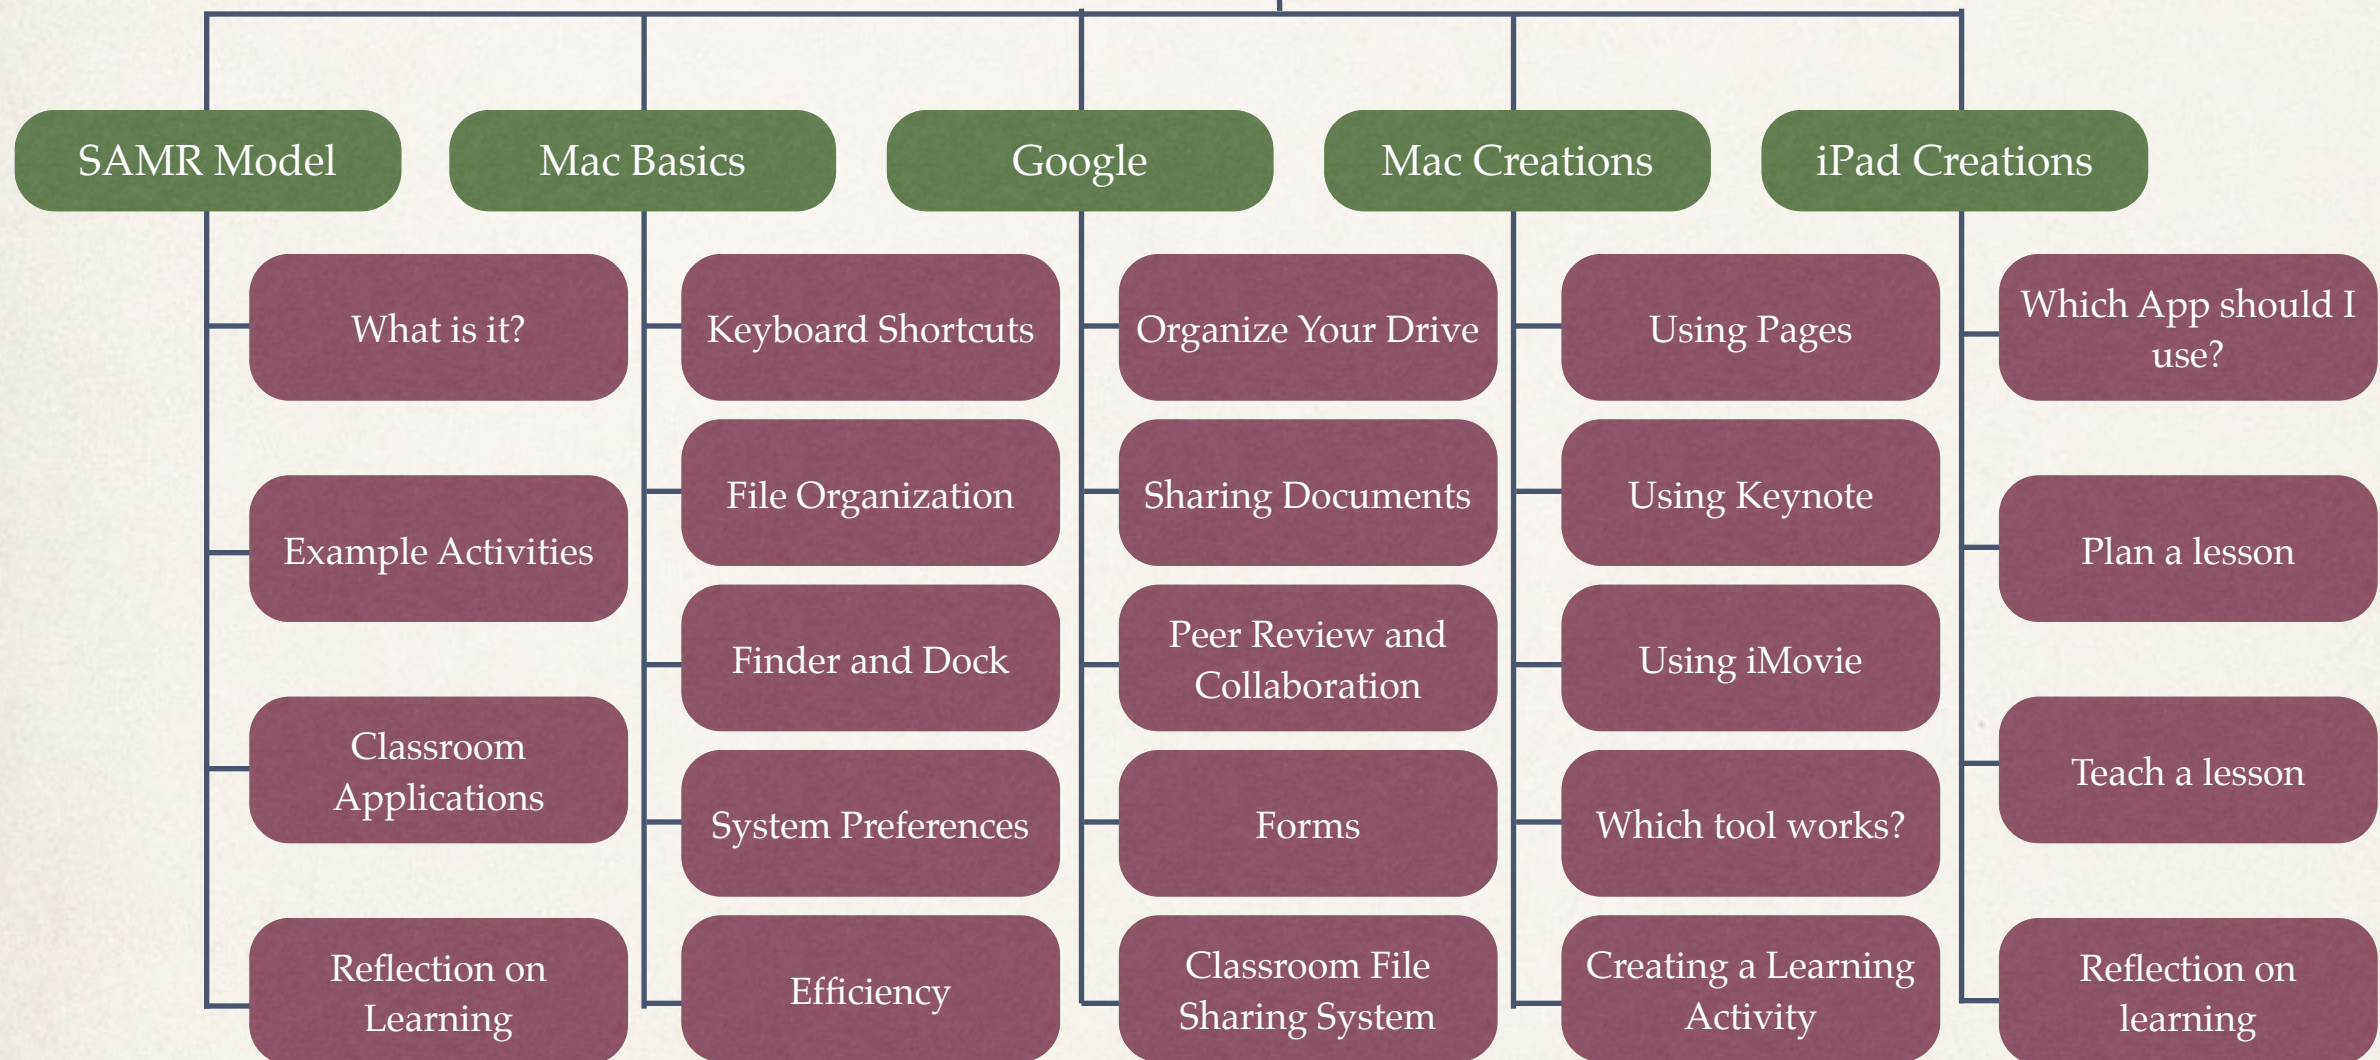 SAMR Model
Mac Basics
Google
Mac Creations
iPad Creations
What is it?
Example Activities
Classroom
Applications
Reflection on
Learning
Keyboard Shortcuts
File Organization
Finder and Dock
System Preferences
Efficiency
Organize Your Drive
Sharing Documents
Peer Review and
Collaboration
Forms
Classroom File
Sharing System
Using Pages
Using Keynote
Using iMovie
Which tool works?
Creating a Learning
Activity
Which App should I
use?
Plan a lesson
Teach a lesson
Reflection on
learning